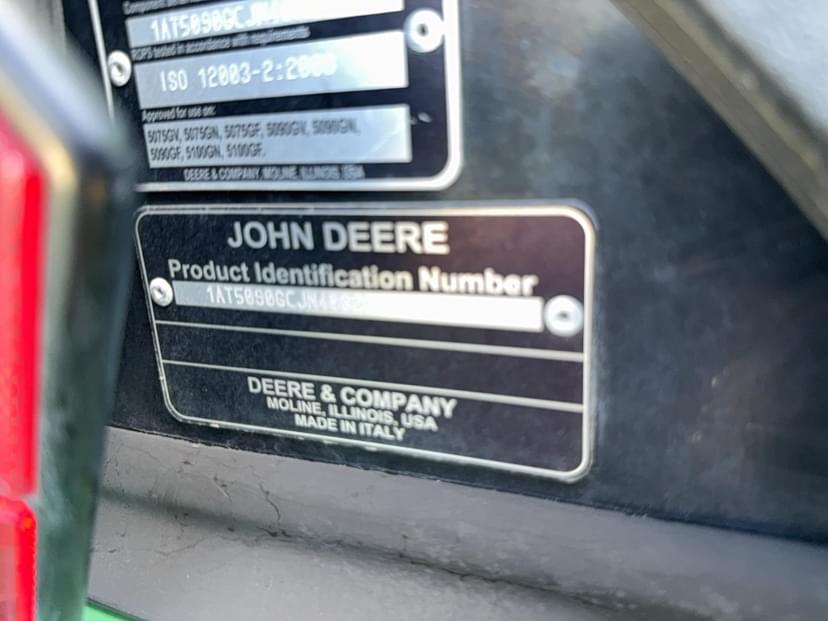 1AT5090GCJM
ROPS tested in accordance with requirements
ISO 12003-2:2008
Approved for use on:
5075GV, 5075GN, 5075GF, 5090GV, 5090GN,
5090GF, 5100GN, 5100GF.
DEERE & COMPANY, MOLINE, ILLINOIS, USA
JOHN DEERE
Product Identification Number
DEERE & COMPANY
MOLINE, ILLINOIS, USA
MADE IN ITALY